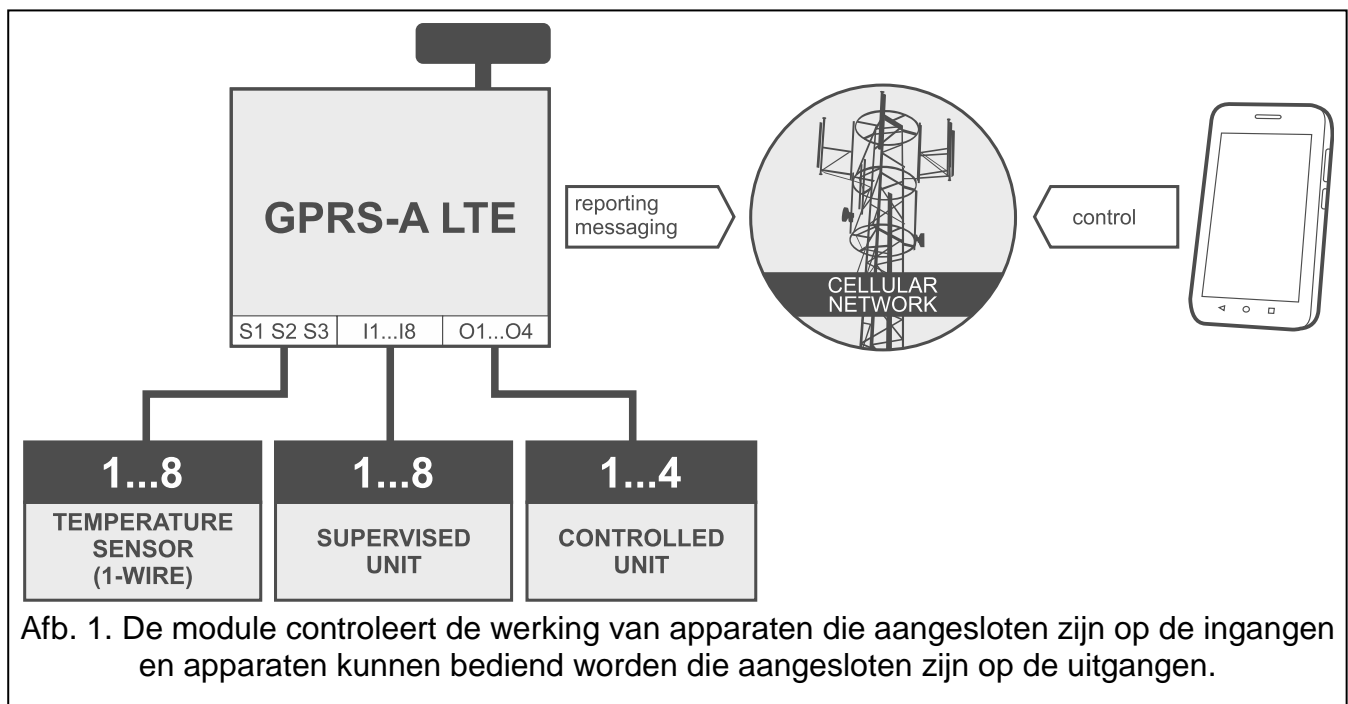 GPRS-A LTE
S1 S2 S3
I1...I8
O1...O4
reporting
messaging
CELLULAR
NETWORK
control
1...8
TEMPERATURE
SENSOR
(1-WIRE)
1...8
SUPERVISED
UNIT
1...4
CONTROLLED
UNIT
Afb. 1. De module controleert de werking van apparaten die aangesloten zijn op de ingangen
en apparaten kunnen bediend worden die aangesloten zijn op de uitgangen.